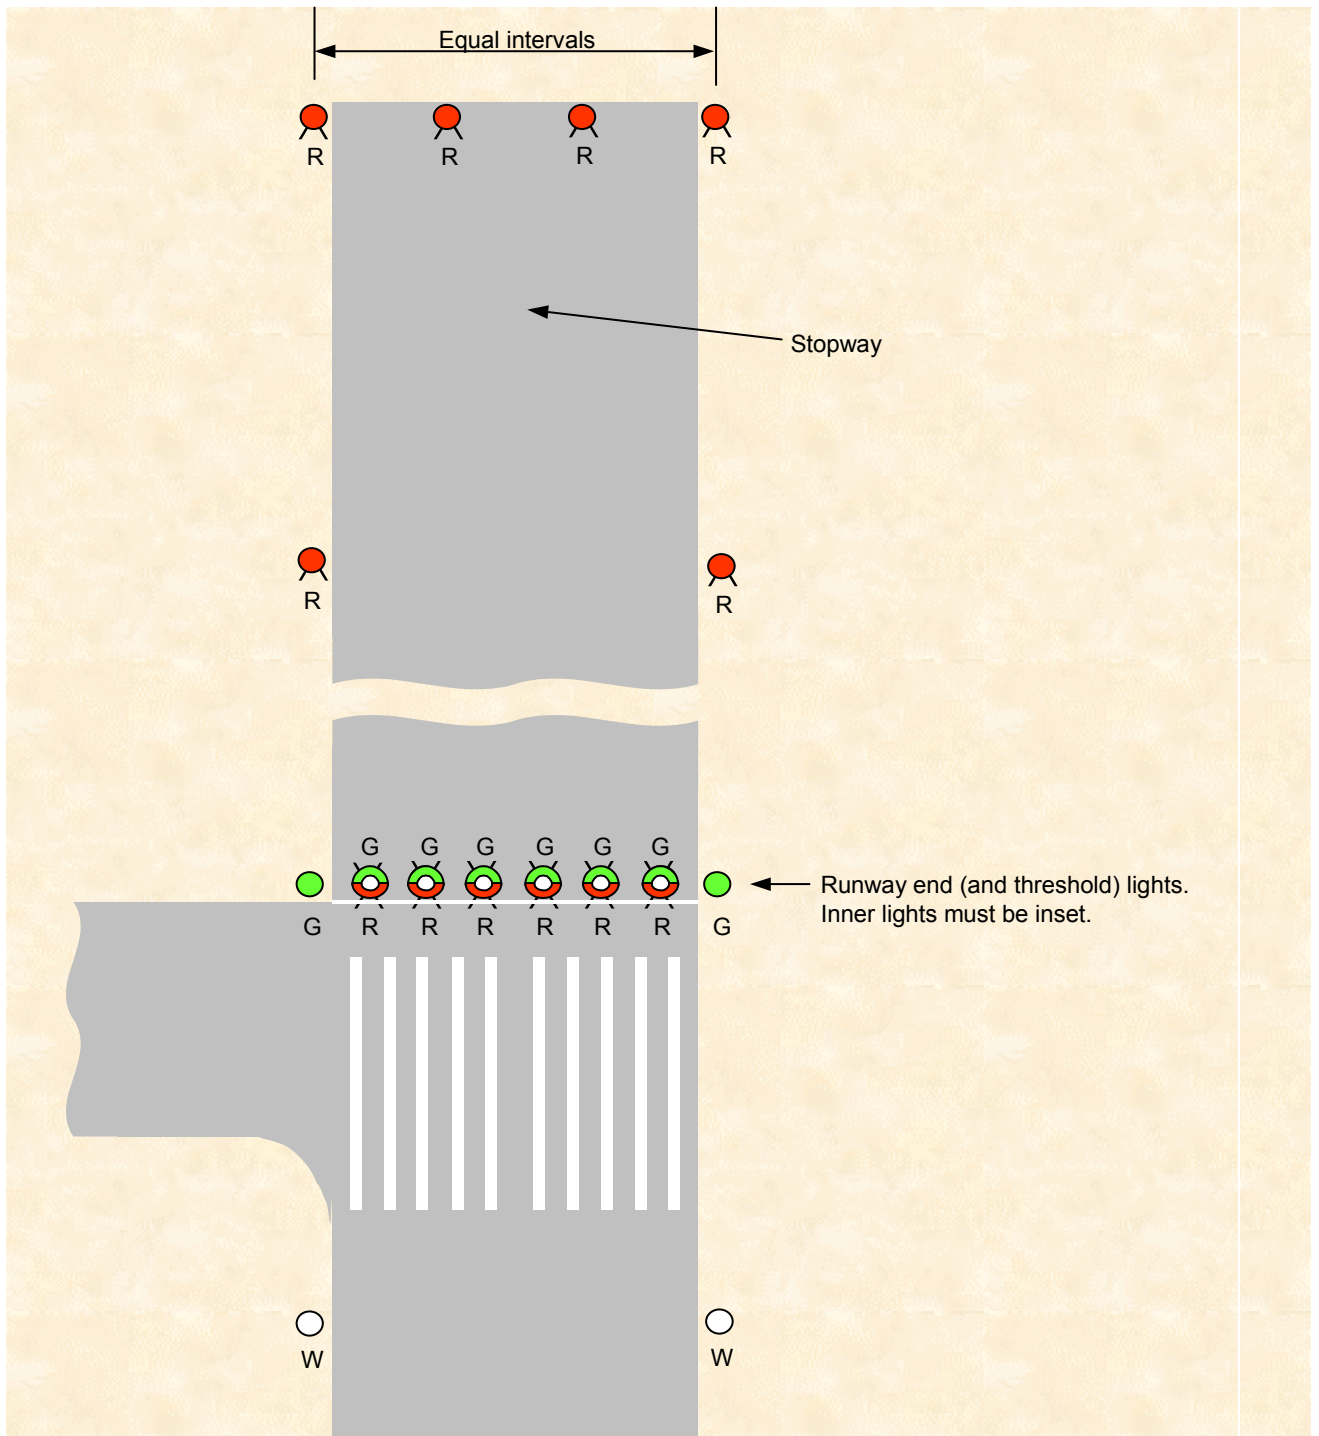 Equal intervals
R R R R
Stopway
R R
G G G G G G
Runway end (and threshold) lights.
Inner lights must be inset.
G R R R R R R G
W W